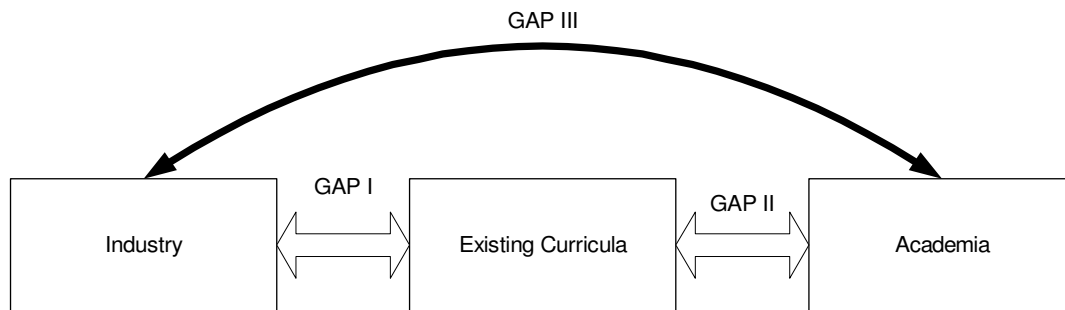 GAP III
GAP I
GAP II
Industry
Existing Curricula
Academia